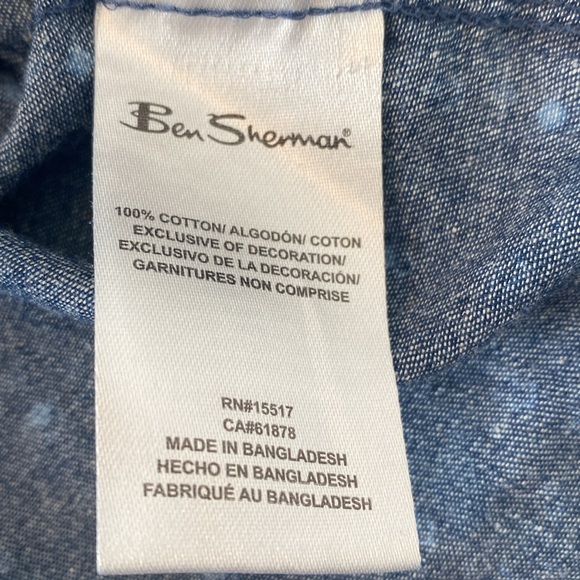 Ben Sherman®
100% COTTON/ ALGODÓN/ COTON
EXCLUSIVE OF DECORATION/
EXCLUSIVO DE LA DECORACIÓN/
GARNITURES NON COMPRISE
RN#15517
CA#61878
MADE IN BANGLADESH
HECHO EN BANGLADESH
FABRIQUÉ AU BANGLADESH